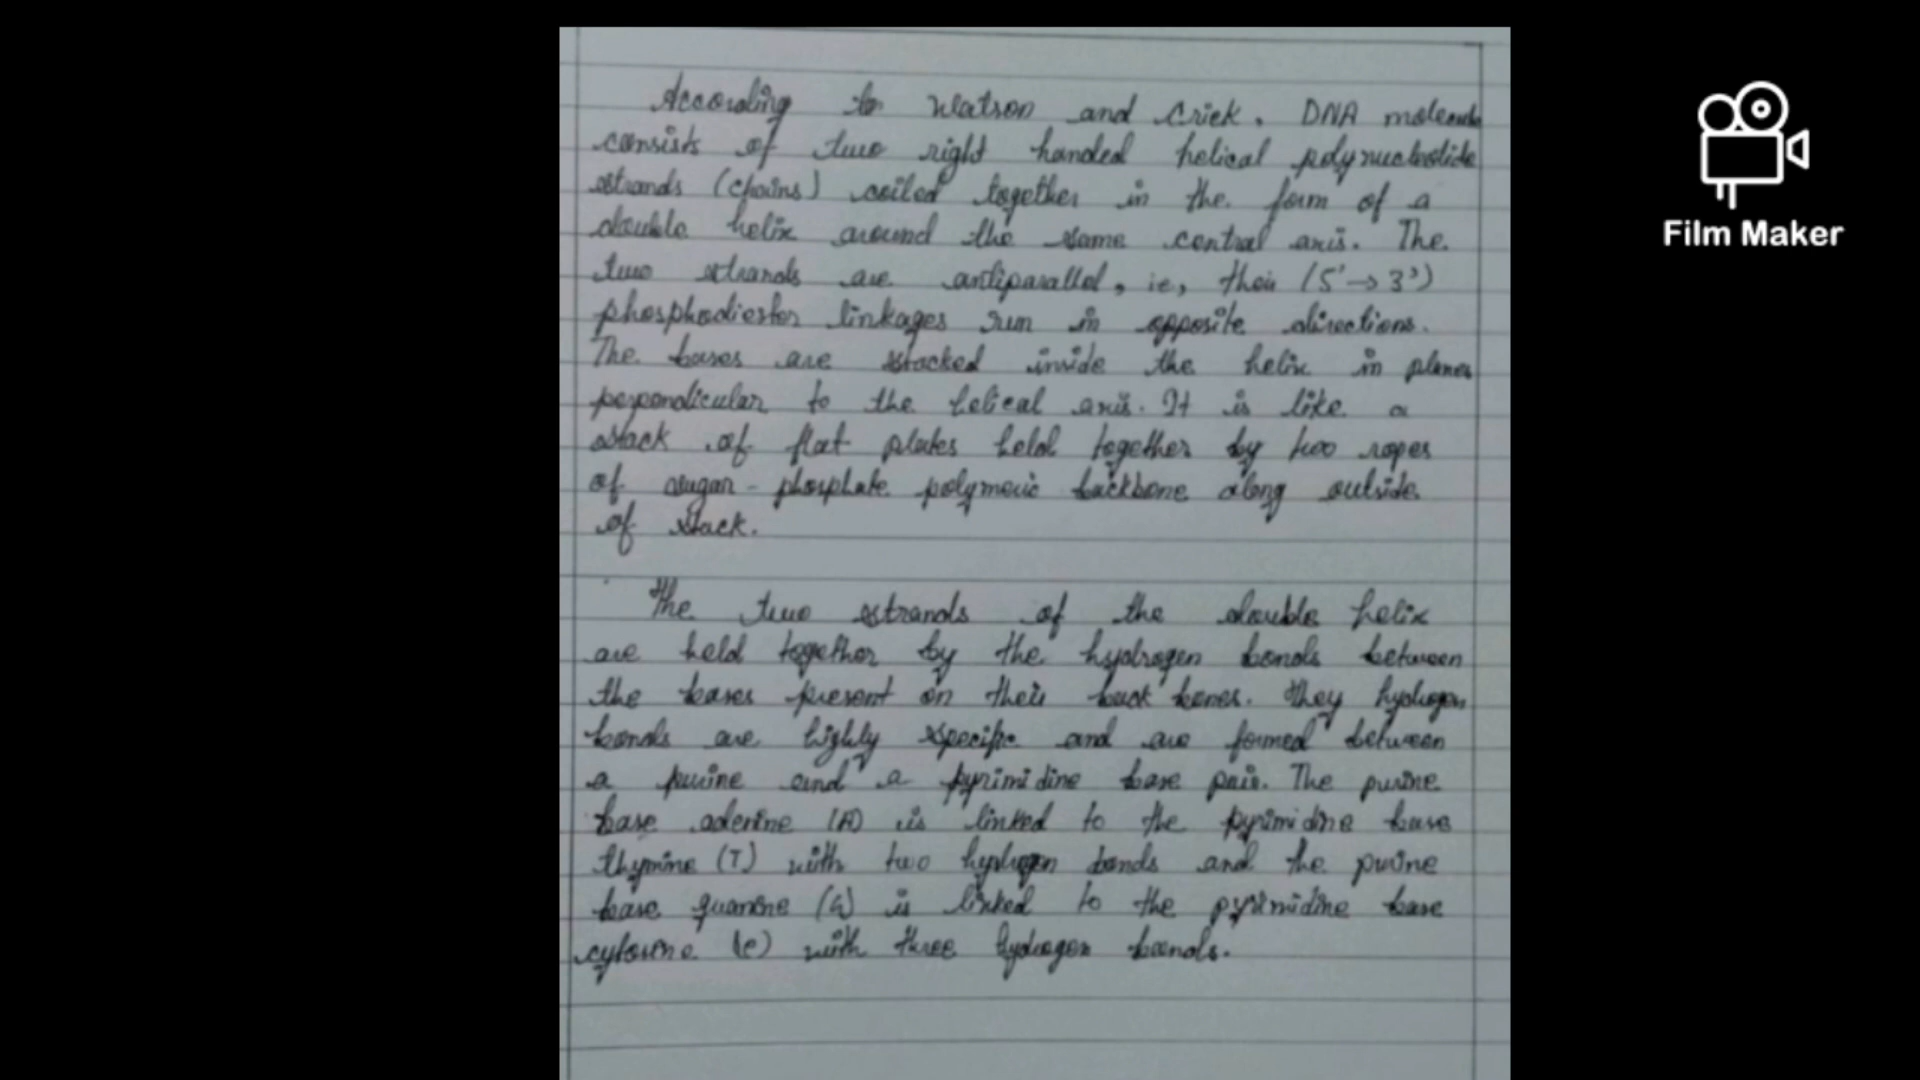 According to Watson and Crick. DNA molecule
consists of two right handed helical polynucleotide
strands (chains) coiled together in the form of a
double helix around the same central axis. The
two strands are antiparallel, ie, their (5' → 3')
phosphodiester linkages run in opposite directions.
The bases are stacked inside the helix in planes
perpendicular to the helical axis. It is like a
stack of flat plates held together by two ropes
of sugar - phosphate polymeric backbone along outside
of stack.
The two strands of the double helix
are held together by the hydrogen bonds between
the bases present on their back bones. They hydrogen
bonds are highly specific and are formed between
a purine and a pyrimidine base pair. The purine
base adenine (A) is linked to the pyrimidine base
thymine (T) with two hydrogen bonds and the purine
base guanine (G) is linked to the pyrimidine base
cytosine (c) with three hydrogen bonds.
Film Maker